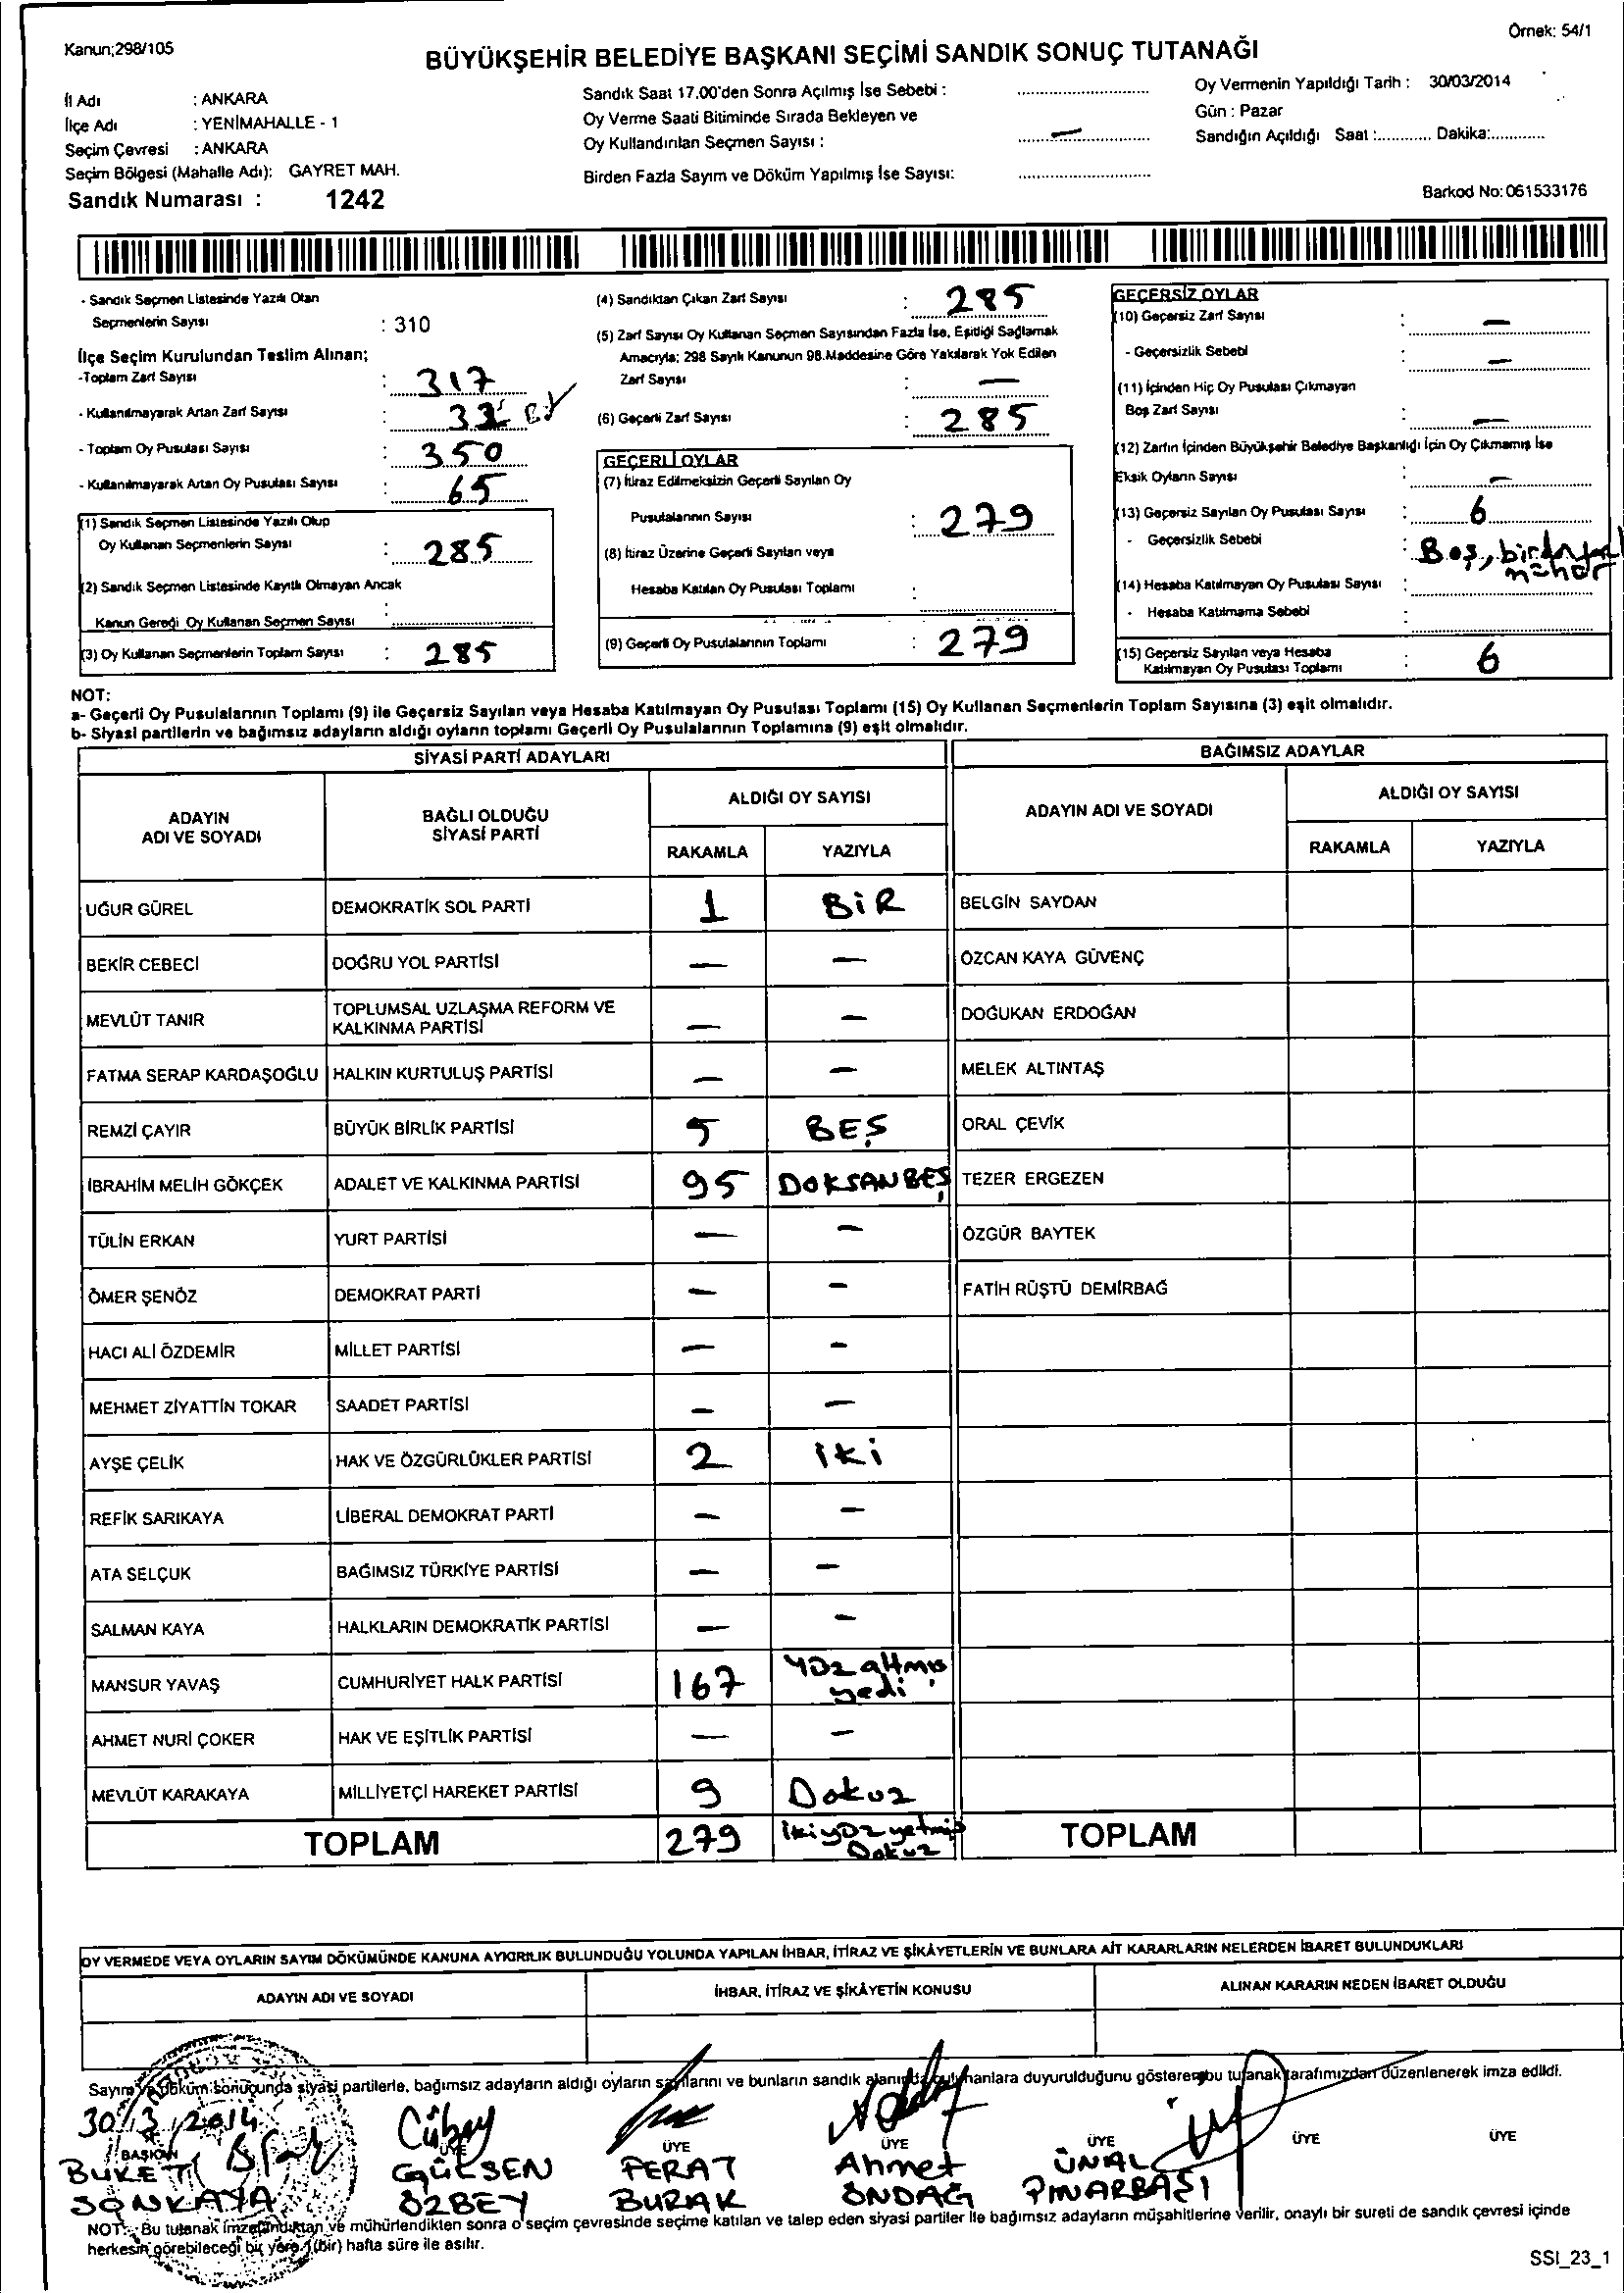 Kanun;298/105
Örnek: 54/1
BÜYÜKŞEHİR BELEDİYE BAŞKANI SEÇİMİ SANDIK SONUÇ TUTANAĞI
İl Adı : ANKARA
İlçe Adı : YENİMAHALLE - 1
Seçim Çevresi : ANKARA
Seçim Bölgesi (Mahalle Adı): GAYRET MAH.
Sandık Numarası : 1242
Sandık Saat 17.00'den Sonra Açılmış İse Sebebi : ............
Oy Verme Saati Bitiminde Sırada Bekleyen ve
Oy Kullandırılan Seçmen Sayısı : —
Birden Fazla Sayım ve Döküm Yapılmış İse Sayısı: ............
Oy Vermenin Yapıldığı Tarih : 30/03/2014
Gün : Pazar
Sandığın Açıldığı Saat :............ Dakika:............
Barkod No: 061533176
- Sandık Seçmen Listesinde Yazılı Olan
Seçmenlerin Sayısı : 310
İlçe Seçim Kurulundan Teslim Alınan;
-Toplam Zarf Sayısı : 317
- Kullanılmayarak Artan Zarf Sayısı : 32
- Toplam Oy Pusulası Sayısı : 350
- Kullanılmayarak Artan Oy Pusulası Sayısı : 65
(1) Sandık Seçmen Listesinde Yazılı Olup
Oy Kullanan Seçmenlerin Sayısı : 285
(2) Sandık Seçmen Listesinde Kayıtlı Olmayan Ancak
Kanun Gereği Oy Kullanan Seçmen Sayısı :
(3) Oy Kullanan Seçmenlerin Toplam Sayısı : 285
(4) Sandıktan Çıkan Zarf Sayısı : 285
(5) Zarf Sayısı Oy Kullanan Seçmen Sayısından Fazla İse, Eşitliği Sağlamak
Amacıyla; 298 Sayılı Kanunun 98.Maddesine Göre Yakılarak Yok Edilen
Zarf Sayısı : —
(6) Geçerli Zarf Sayısı : 285
GEÇERLİ OYLAR
(7) İtiraz Edilmeksizin Geçerli Sayılan Oy
Pusulalarının Sayısı : 279
(8) İtiraz Üzerine Geçerli Sayılan veya
Hesaba Katılan Oy Pusulası Toplamı :
(9) Geçerli Oy Pusulalarının Toplamı : 279
GEÇERSİZ OYLAR
(10) Geçersiz Zarf Sayısı : —
- Geçersizlik Sebebi : —
(11) İçinden Hiç Oy Pusulası Çıkmayan
Boş Zarf Sayısı : —
(12) Zarfın İçinden Büyükşehir Belediye Başkanlığı İçin Oy Çıkmamış İse
Eksik Oyların Sayısı : —
(13) Geçersiz Sayılan Oy Pusulası Sayısı : 6
- Geçersizlik Sebebi : Boş, birden fazla
mühür
(14) Hesaba Katılmayan Oy Pusulası Sayısı :
- Hesaba Katılmama Sebebi :
(15) Geçersiz Sayılan veya Hesaba
Katılmayan Oy Pusulası Toplamı : 6
NOT:
a- Geçerli Oy Pusulalarının Toplamı (9) ile Geçersiz Sayılan veya Hesaba Katılmayan Oy Pusulası Toplamı (15) Oy Kullanan Seçmenlerin Toplam Sayısına (3) eşit olmalıdır.
b- Siyasi partilerin ve bağımsız adayların aldığı oyların toplamı Geçerli Oy Pusulalarının Toplamına (9) eşit olmalıdır.
SİYASİ PARTİ ADAYLARI
ADAYIN
ADI VE SOYADI
BAĞLI OLDUĞU
SİYASİ PARTİ
ALDIĞI OY SAYISI
RAKAMLA YAZIYLA
UĞUR GÜREL DEMOKRATİK SOL PARTİ 1 BİR
BEKİR CEBECİ DOĞRU YOL PARTİSİ — —
MEVLÜT TANIR TOPLUMSAL UZLAŞMA REFORM VE
KALKINMA PARTİSİ — —
FATMA SERAP KARDAŞOĞLU HALKIN KURTULUŞ PARTİSİ — —
REMZİ ÇAYIR BÜYÜK BİRLİK PARTİSİ 5 BEŞ
İBRAHİM MELİH GÖKÇEK ADALET VE KALKINMA PARTİSİ 95 DOKSANBEŞ
TÜLİN ERKAN YURT PARTİSİ — —
ÖMER ŞENÖZ DEMOKRAT PARTİ — —
HACI ALİ ÖZDEMİR MİLLET PARTİSİ — —
MEHMET ZİYATTİN TOKAR SAADET PARTİSİ — —
AYŞE ÇELİK HAK VE ÖZGÜRLÜKLER PARTİSİ 2 iki
REFİK SARIKAYA LİBERAL DEMOKRAT PARTİ — —
ATA SELÇUK BAĞIMSIZ TÜRKİYE PARTİSİ — —
SALMAN KAYA HALKLARIN DEMOKRATİK PARTİSİ — —
MANSUR YAVAŞ CUMHURİYET HALK PARTİSİ 167 yüz altmış
yedi
AHMET NURİ ÇOKER HAK VE EŞİTLİK PARTİSİ — —
MEVLÜT KARAKAYA MİLLİYETÇİ HAREKET PARTİSİ 9 Dokuz
TOPLAM 279 ikiyüz yetmiş
Dokuz
BAĞIMSIZ ADAYLAR
ADAYIN ADI VE SOYADI
ALDIĞI OY SAYISI
RAKAMLA YAZIYLA
BELGİN SAYDAN
ÖZCAN KAYA GÜVENÇ
DOĞUKAN ERDOĞAN
MELEK ALTINTAŞ
ORAL ÇEVİK
TEZER ERGEZEN
ÖZGÜR BAYTEK
FATİH RÜŞTÜ DEMİRBAĞ
TOPLAM
OY VERMEDE VEYA OYLARIN SAYIM DÖKÜMÜNDE KANUNA AYKIRILIK BULUNDUĞU YOLUNDA YAPILAN İHBAR, İTİRAZ VE ŞİKÂYETLERİN VE BUNLARA AİT KARARLARIN NELERDEN İBARET BULUNDUKLARI
ADAYIN ADI VE SOYADI İHBAR, İTİRAZ VE ŞİKÂYETİN KONUSU ALINAN KARARIN NEDEN İBARET OLDUĞU
Sayım ve döküm sonucunda siyasi partilerle, bağımsız adayların aldığı oyların sayılarını ve bunların sandık alanında bulunanlara duyurulduğunu gösteren bu tutanak tarafımızdan düzenlenerek imza edildi.
30/3/2014
BAŞKAN ÜYE ÜYE ÜYE ÜYE ÜYE ÜYE
BUKET GÜLSEN FERAT Ahmet ÜNAL
SONKAYA ÖZBEY BURAK ÖNDAĞ PINARBAŞI
NOT: Bu tutanak imzalandıktan ve mühürlendikten sonra o seçim çevresinde seçime katılan ve talep eden siyasi partiler ile bağımsız adayların müşahitlerine verilir, onaylı bir sureti de sandık çevresi içinde
herkesin görebileceği bir yere 1 (bir) hafta süre ile asılır.
SSI_23_1